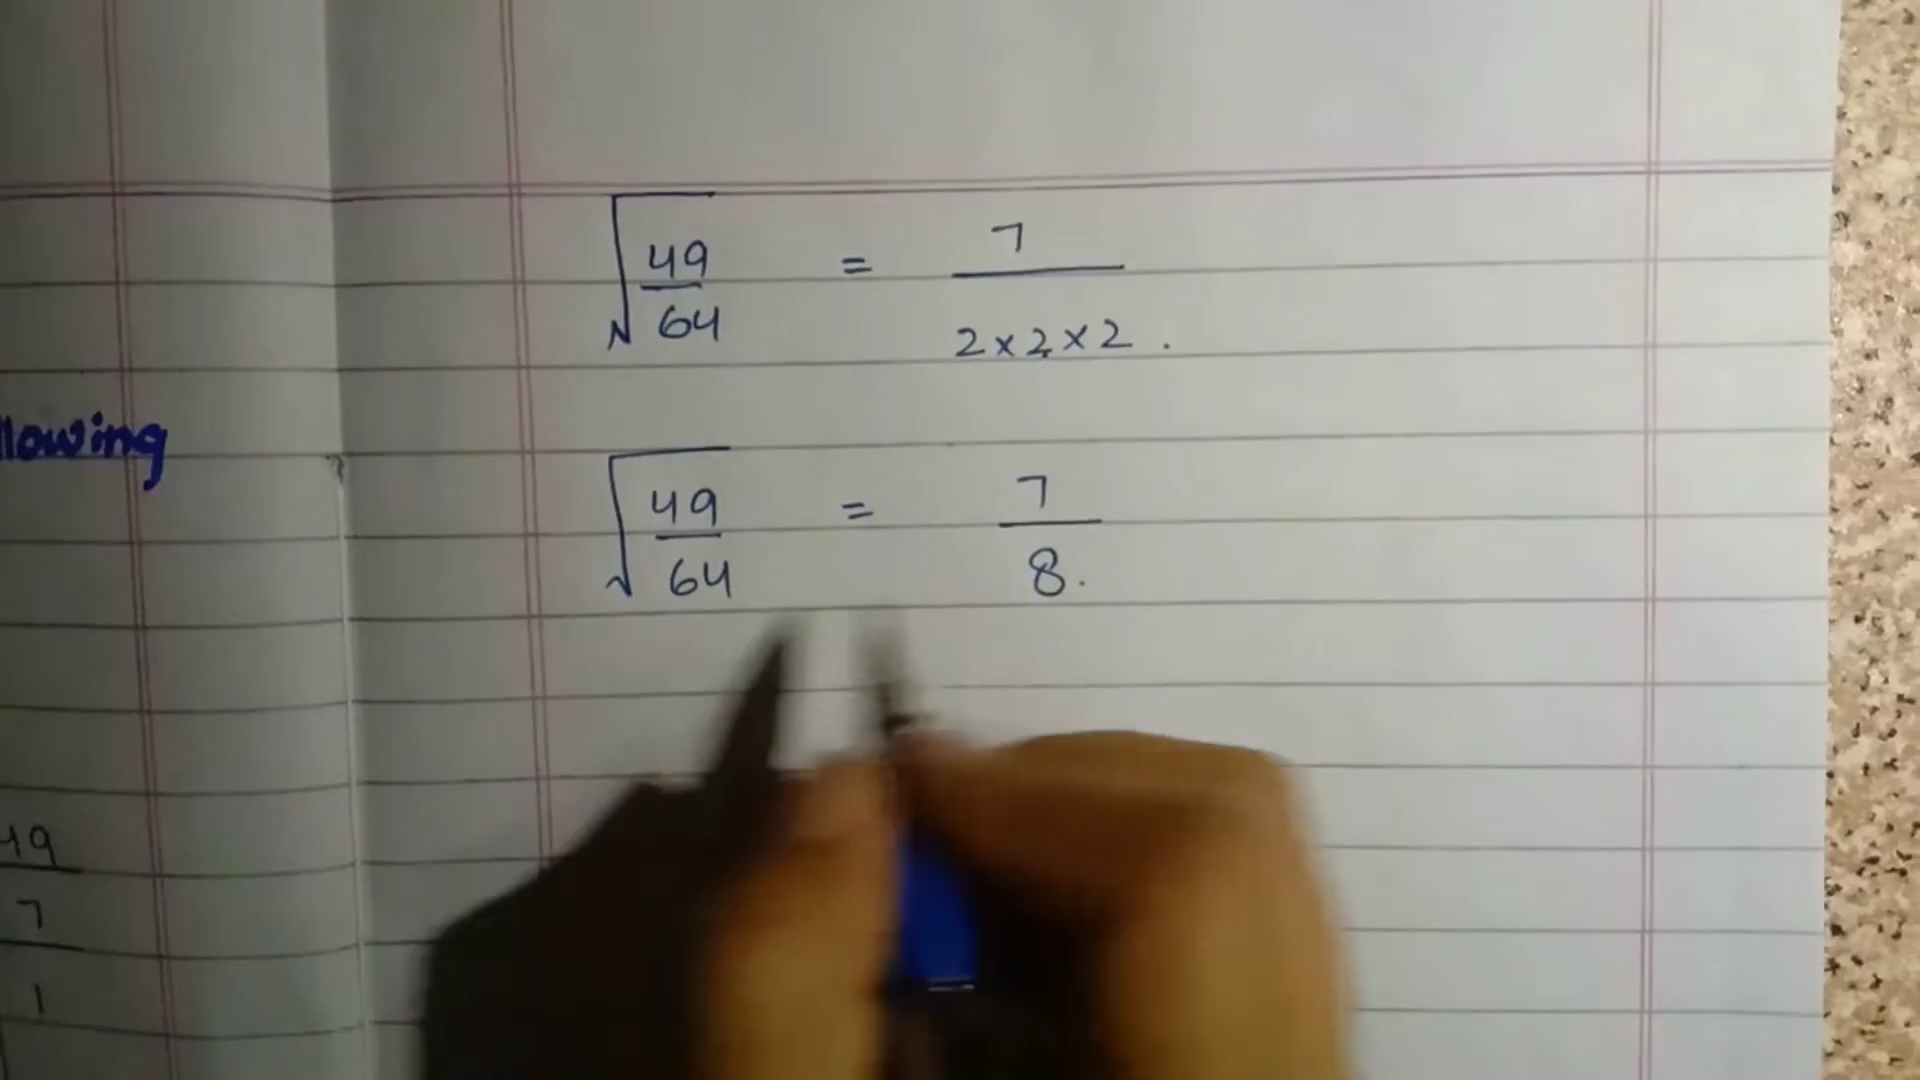 √49/64 = 7/2×2×2.
llowing
√49/64 = 7/8.
49
7
1